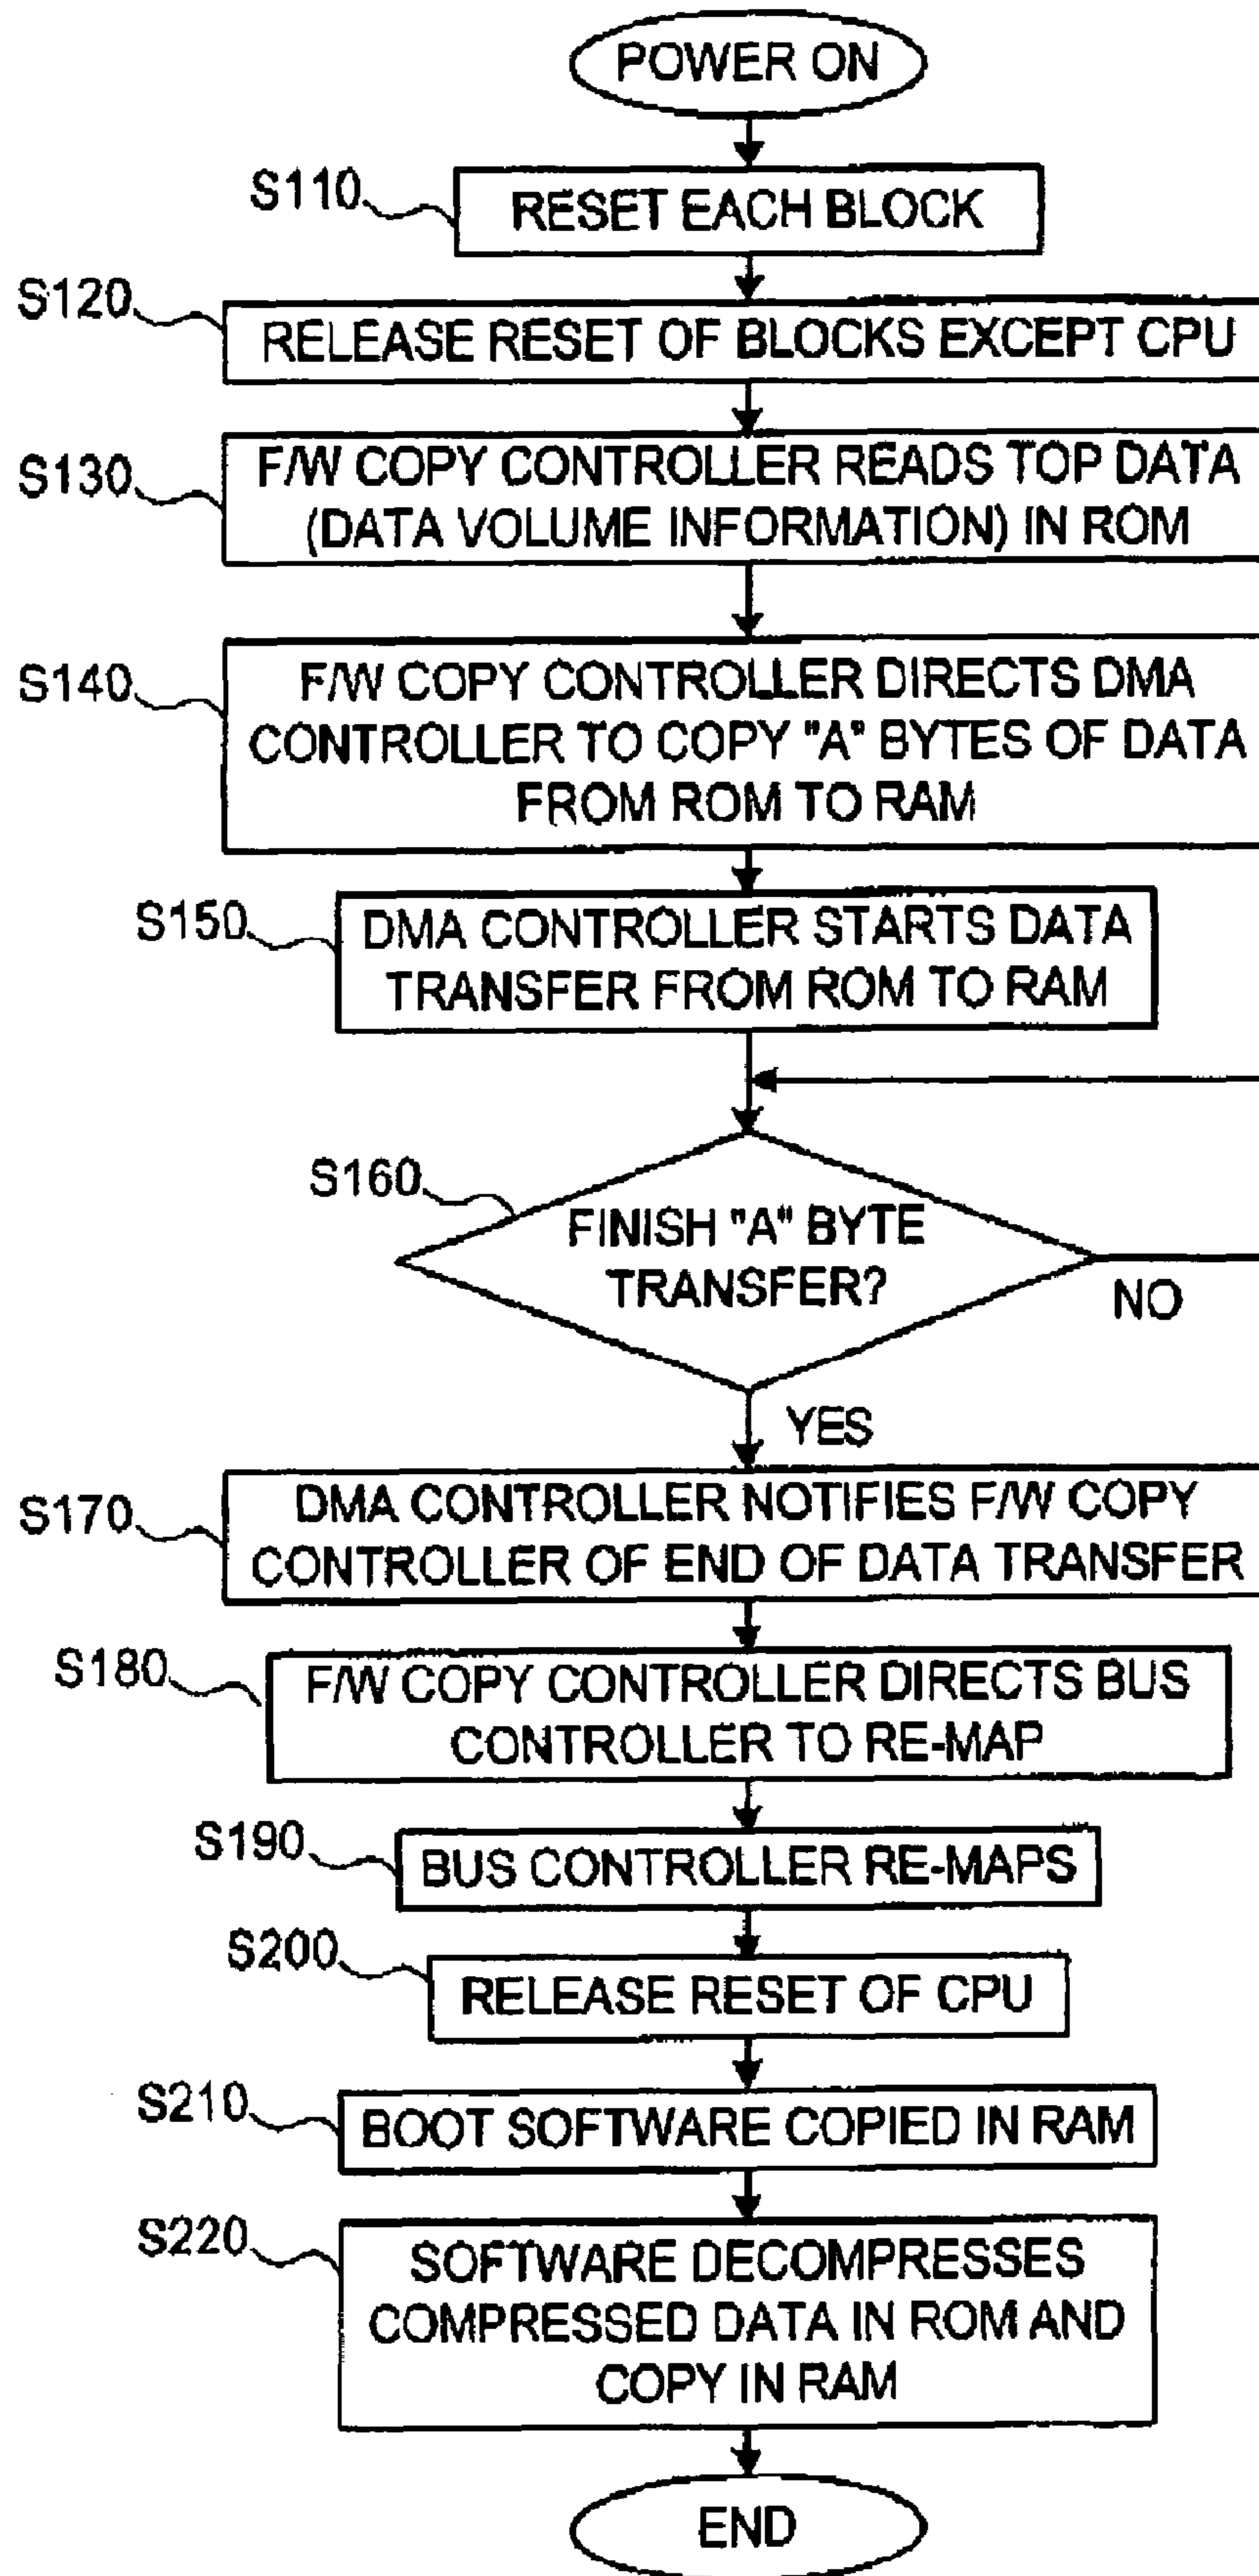 POWER ON
S110
RESET EACH BLOCK
S120
RELEASE RESET OF BLOCKS EXCEPT CPU
S130
F/W COPY CONTROLLER READS TOP DATA
(DATA VOLUME INFORMATION) IN ROM
S140
F/W COPY CONTROLLER DIRECTS DMA
CONTROLLER TO COPY "A" BYTES OF DATA
FROM ROM TO RAM
S150
DMA CONTROLLER STARTS DATA
TRANSFER FROM ROM TO RAM
S160
FINISH "A" BYTE
TRANSFER?
NO
YES
S170
DMA CONTROLLER NOTIFIES F/W COPY
CONTROLLER OF END OF DATA TRANSFER
S180
F/W COPY CONTROLLER DIRECTS BUS
CONTROLLER TO RE-MAP
S190
BUS CONTROLLER RE-MAPS
S200
RELEASE RESET OF CPU
S210
BOOT SOFTWARE COPIED IN RAM
S220
SOFTWARE DECOMPRESSES
COMPRESSED DATA IN ROM AND
COPY IN RAM
END